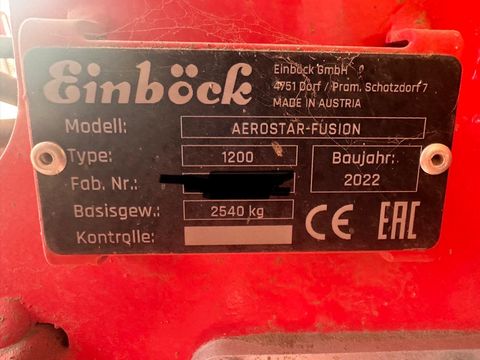 Einböck
Einböck GmbH
4751 Dorf / Pram, Schatzdorf 7
MADE IN AUSTRIA
Modell: AEROSTAR-FUSION
Type: 1200
Baujahr:
2022
Fab. Nr.:
Basisgew.: 2540 kg
Kontrolle:
CE EAC